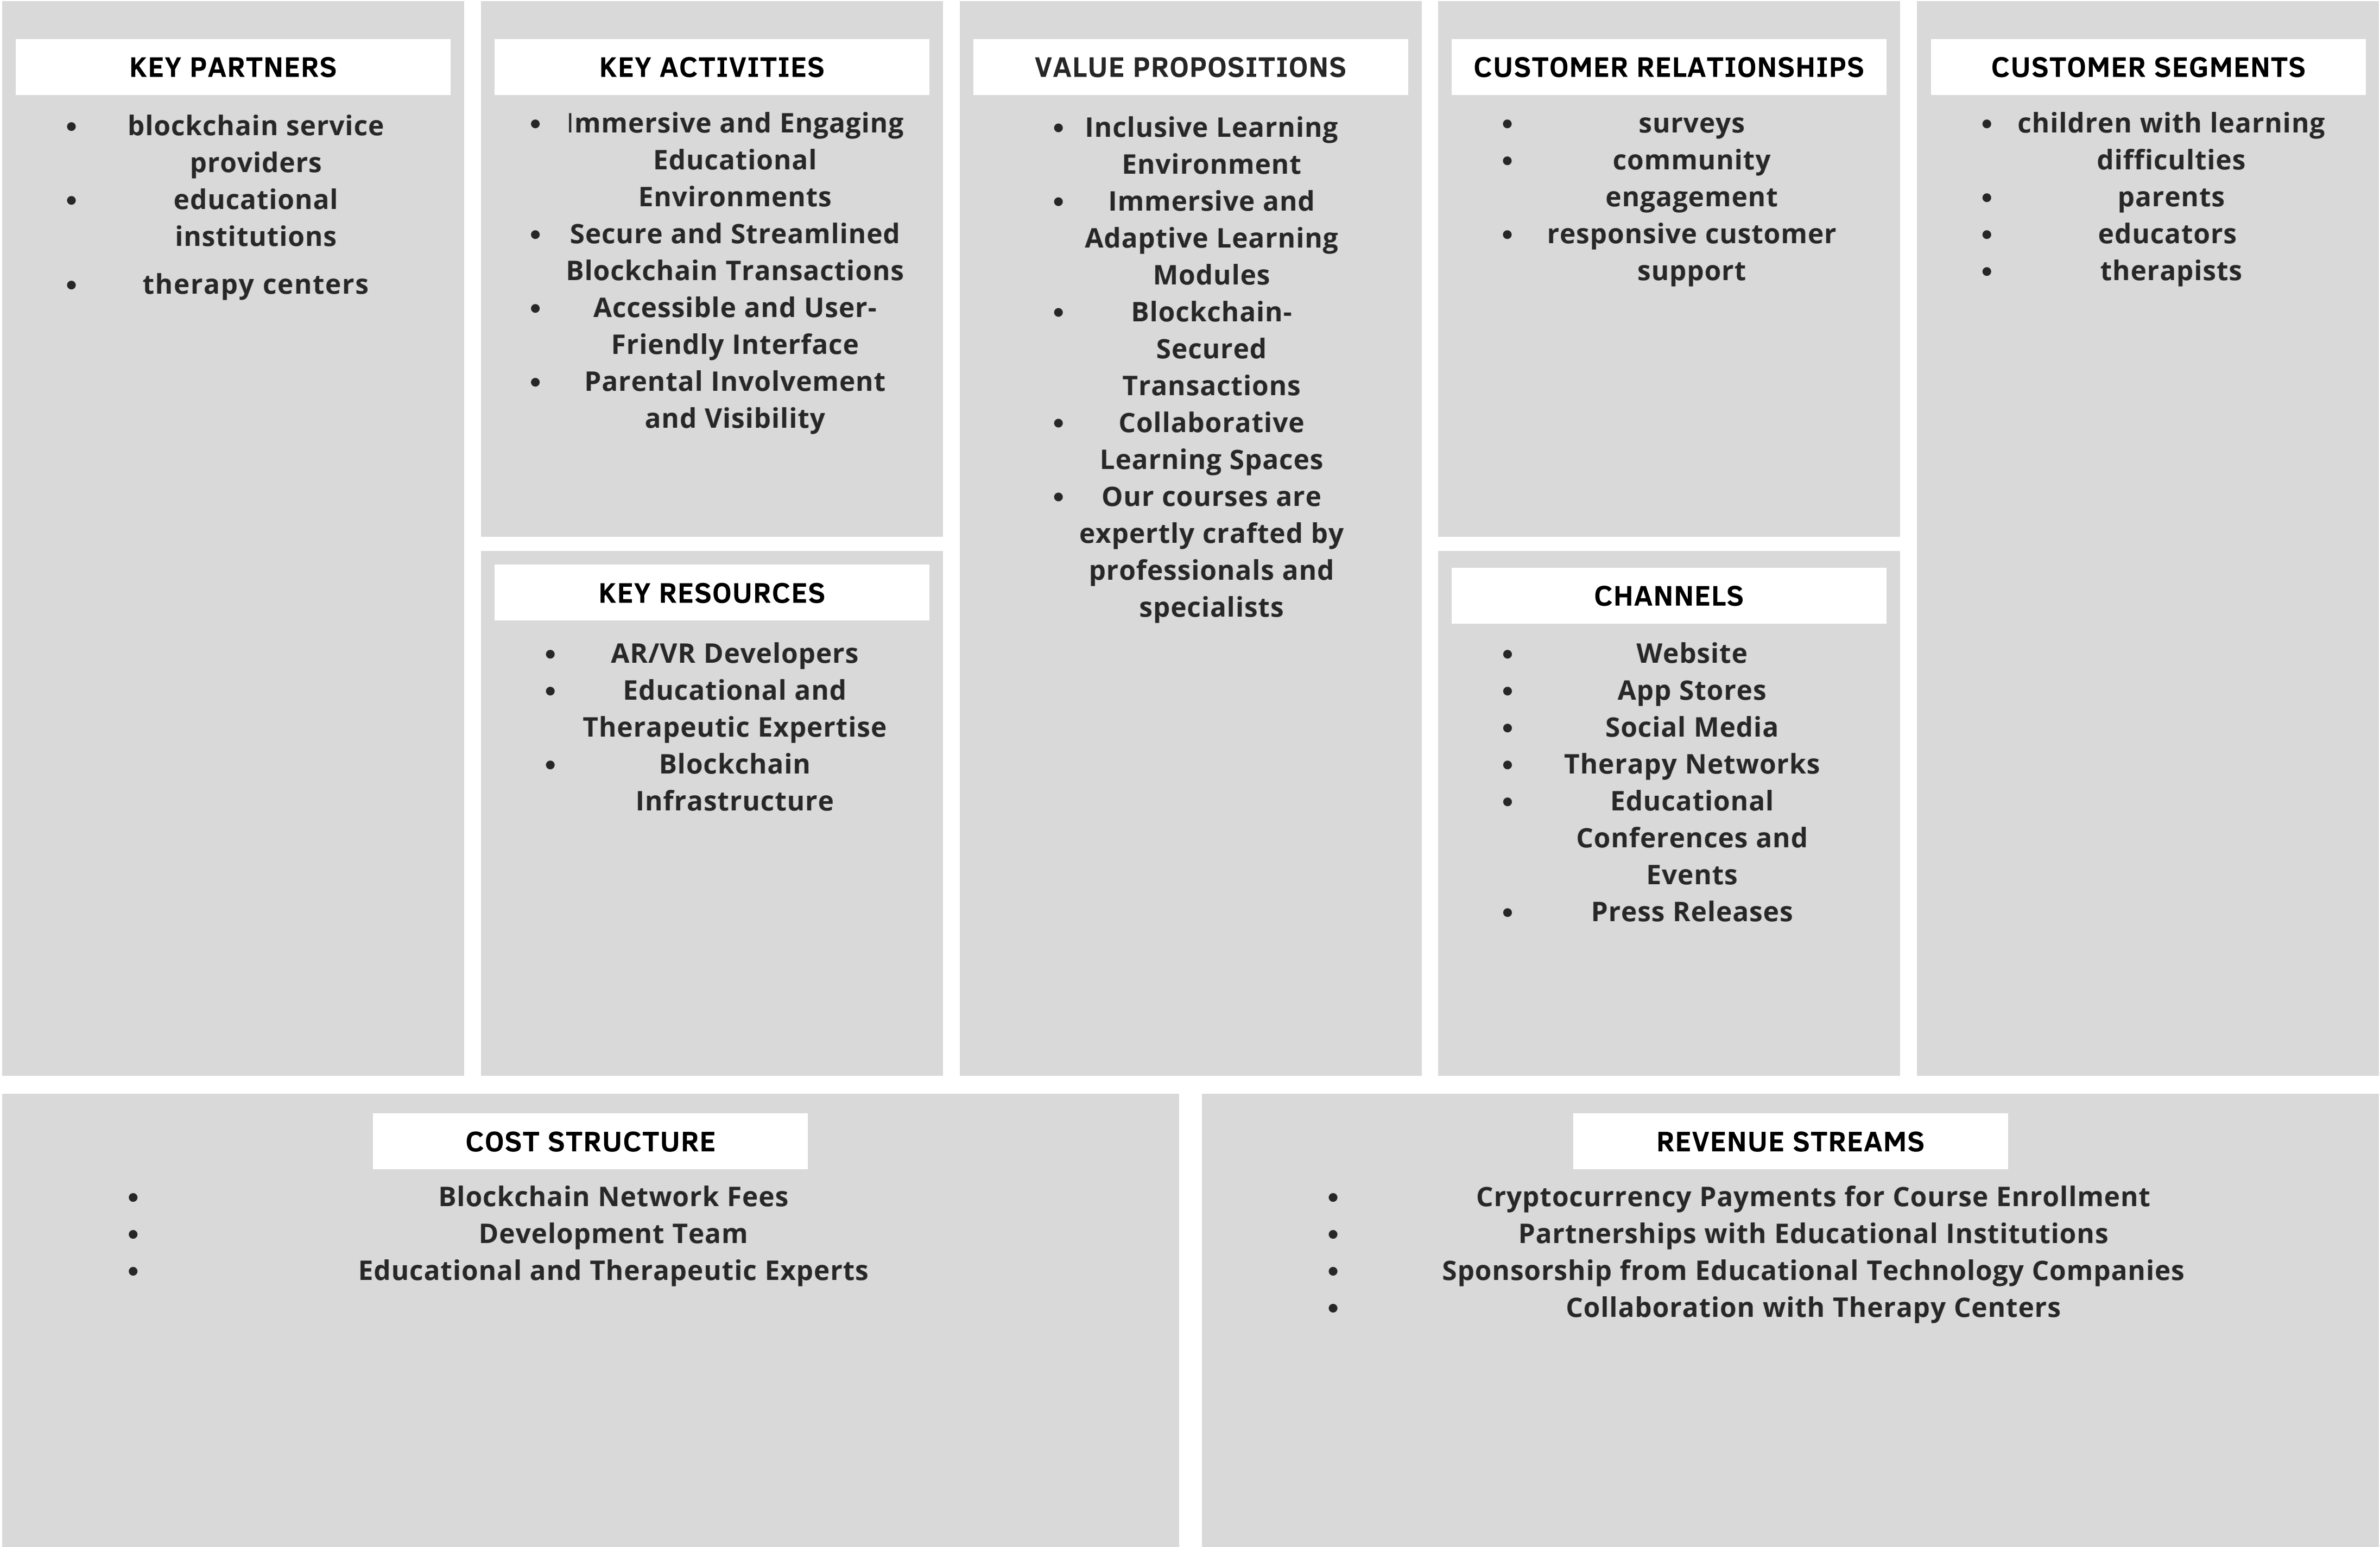 KEY PARTNERS
• blockchain service
providers
• educational
institutions
• therapy centers
KEY ACTIVITIES
• Immersive and Engaging
Educational
Environments
• Secure and Streamlined
Blockchain Transactions
• Accessible and User-
Friendly Interface
• Parental Involvement
and Visibility
KEY RESOURCES
• AR/VR Developers
• Educational and
Therapeutic Expertise
• Blockchain
Infrastructure
VALUE PROPOSITIONS
• Inclusive Learning
Environment
• Immersive and
Adaptive Learning
Modules
• Blockchain-
Secured
Transactions
• Collaborative
Learning Spaces
• Our courses are
expertly crafted by
professionals and
specialists
CUSTOMER RELATIONSHIPS
• surveys
• community
engagement
• responsive customer
support
CHANNELS
• Website
• App Stores
• Social Media
• Therapy Networks
• Educational
Conferences and
Events
• Press Releases
CUSTOMER SEGMENTS
• children with learning
difficulties
• parents
• educators
• therapists
COST STRUCTURE
• Blockchain Network Fees
• Development Team
• Educational and Therapeutic Experts
REVENUE STREAMS
• Cryptocurrency Payments for Course Enrollment
• Partnerships with Educational Institutions
• Sponsorship from Educational Technology Companies
• Collaboration with Therapy Centers